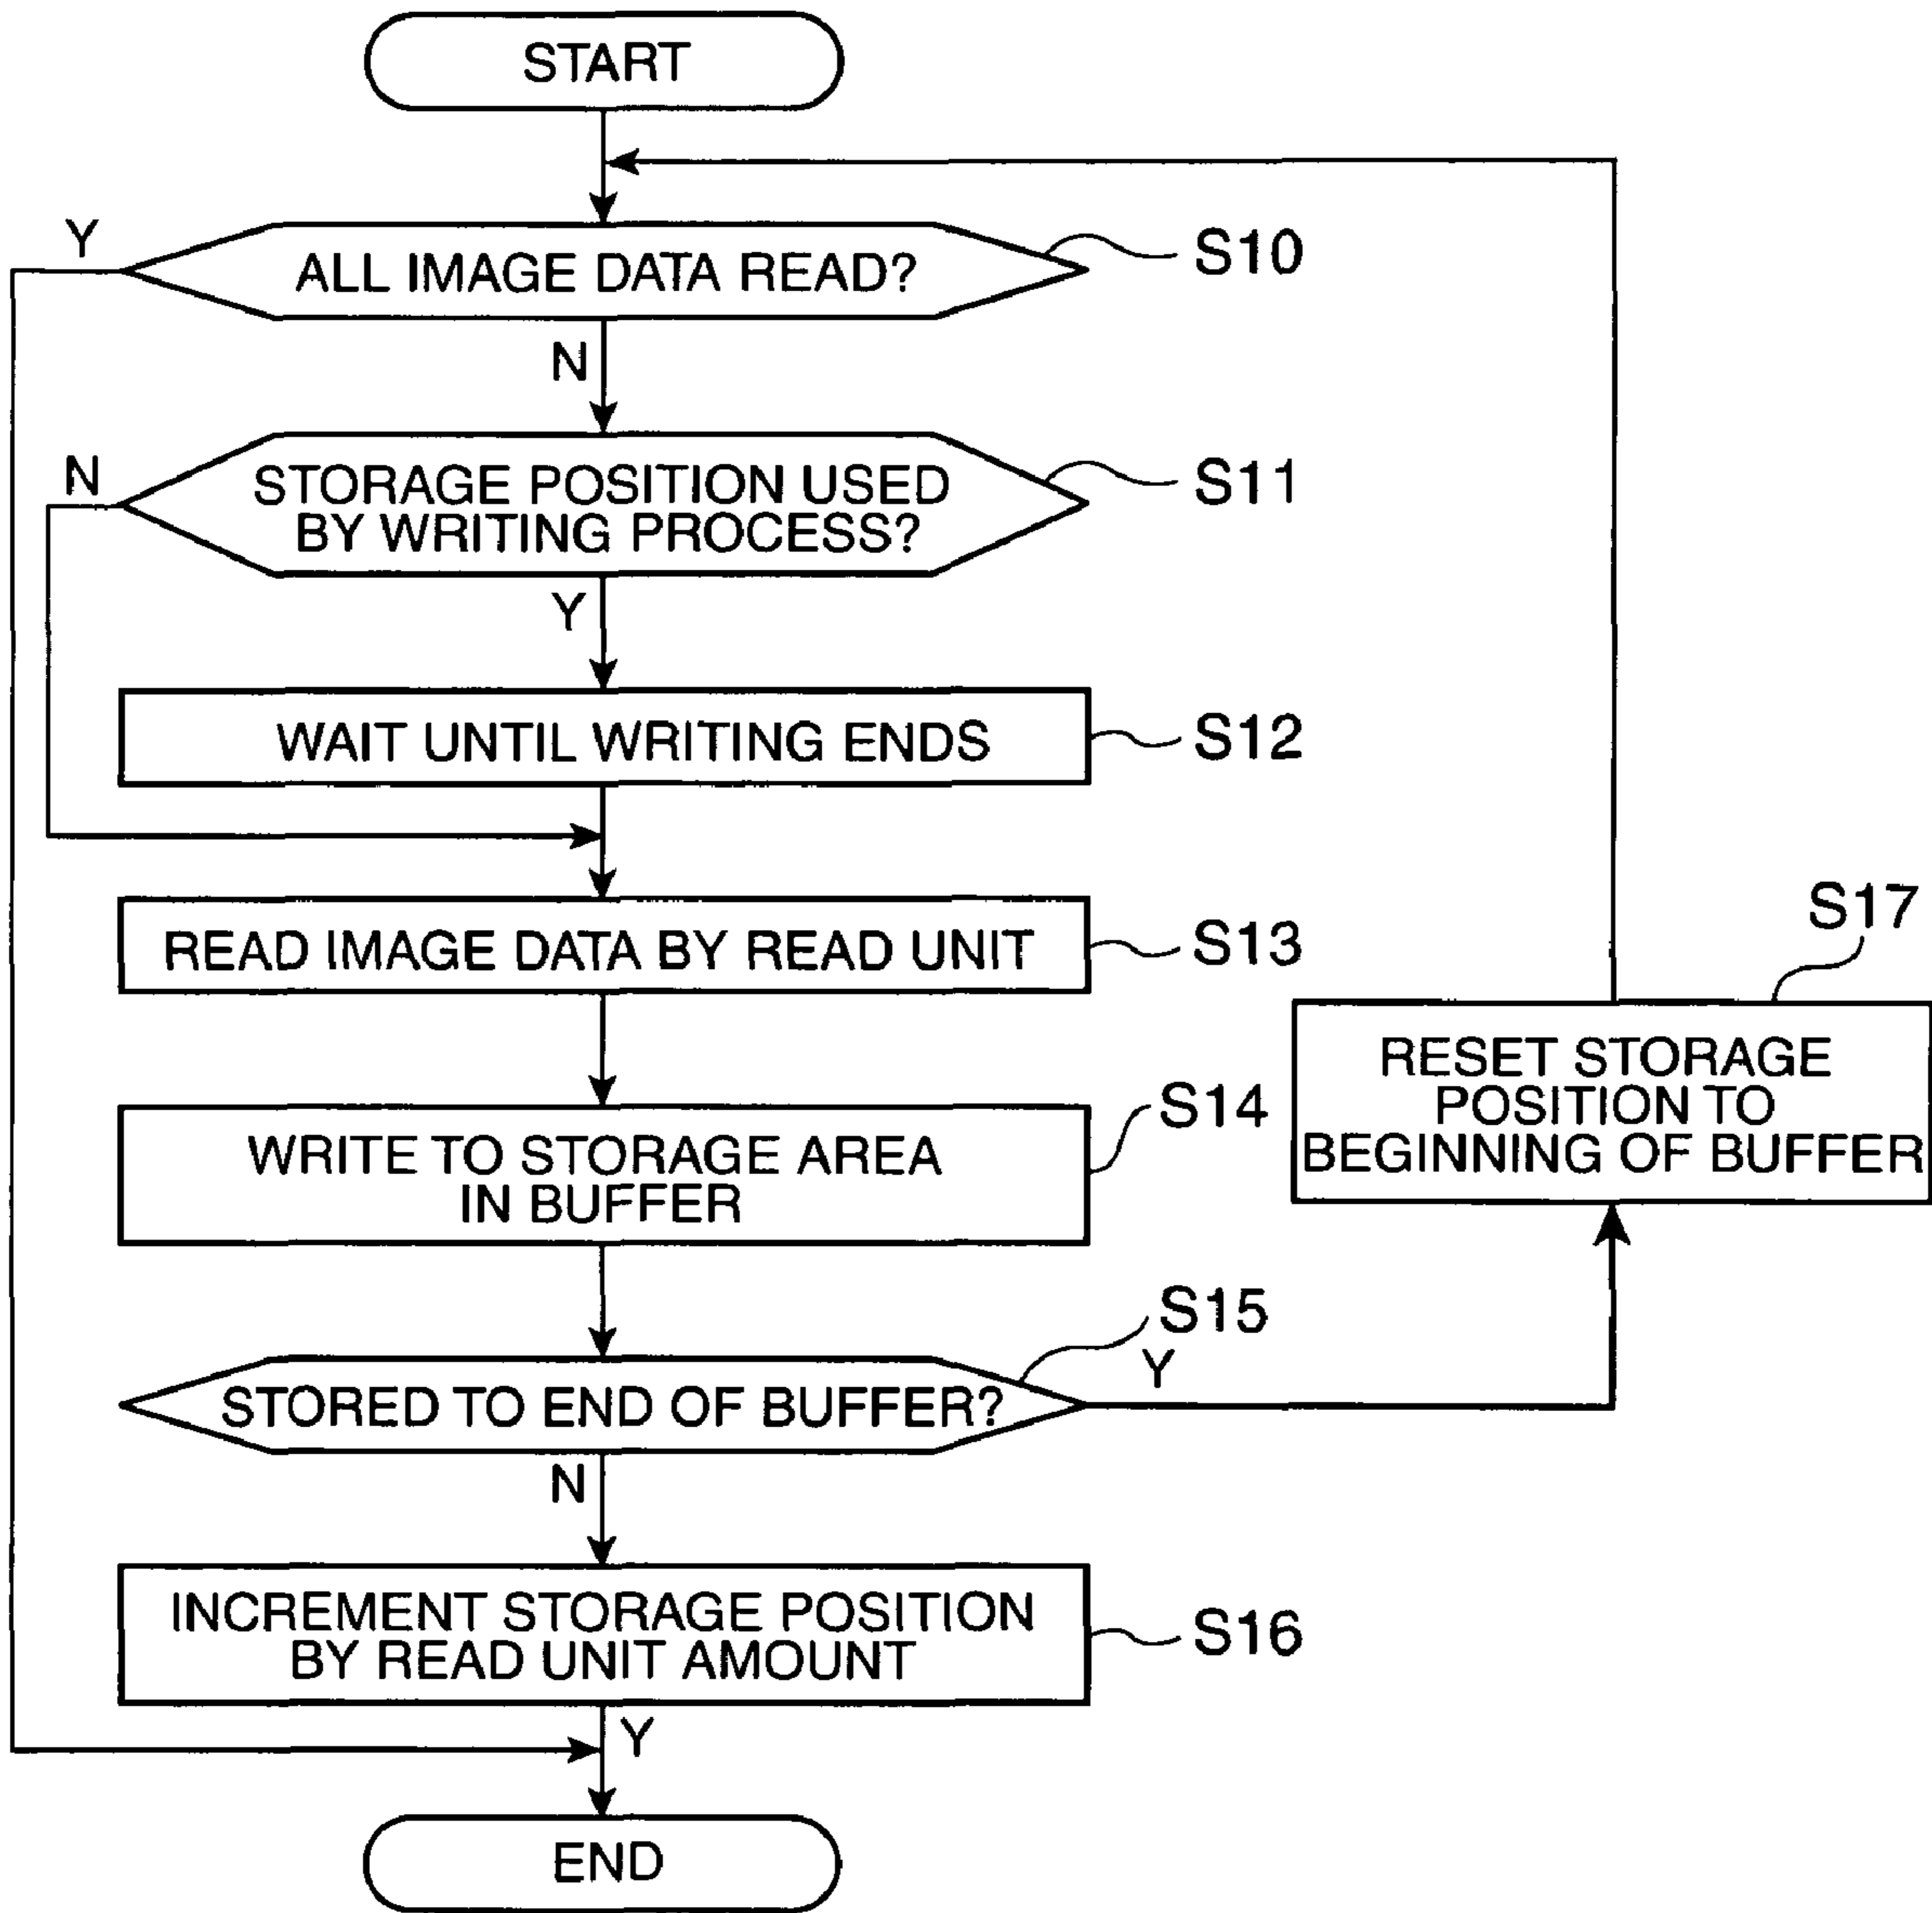 START
Y
ALL IMAGE DATA READ?
S10
N
N
STORAGE POSITION USED
BY WRITING PROCESS?
S11
Y
WAIT UNTIL WRITING ENDS
S12
READ IMAGE DATA BY READ UNIT
S13
S17
RESET STORAGE
POSITION TO
BEGINNING OF BUFFER
WRITE TO STORAGE AREA
IN BUFFER
S14
STORED TO END OF BUFFER?
S15
Y
N
INCREMENT STORAGE POSITION
BY READ UNIT AMOUNT
S16
Y
END